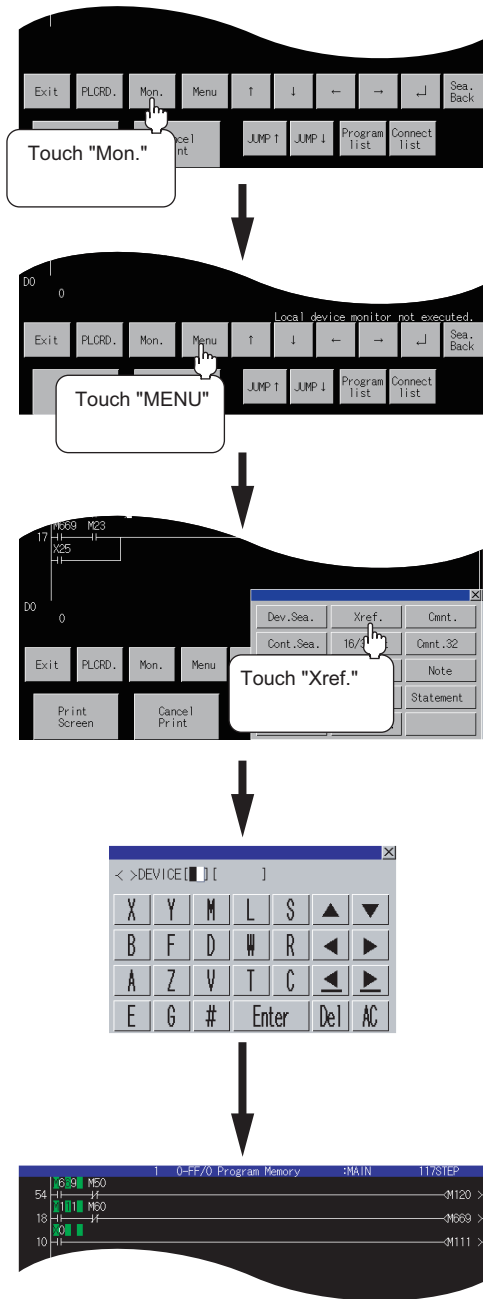 Exit PLCRD. Mon. Menu ↑ ↓ ← → ↵ Sea. Back
JUMP↑ JUMP↓ Program list Connect list
Touch "Mon."
D0
0
Local device monitor not executed.
Exit PLCRD. Mon. Menu ↑ ↓ ← → ↵ Sea. Back
JUMP↑ JUMP↓ Program list Connect list
Touch "MENU"
M669 M23
17
X25
D0
0
Dev.Sea. Xref. Cmnt.
Cont.Sea. Cmnt.32
Note
Statement
Exit PLCRD. Mon. Menu
Touch "Xref."
Print Screen
Cancel Print
< >DEVICE[ ][ ]
X Y M L S ▲ ▼
B F D W R ◀ ▶
A Z V T C ◀ ▶
E G # Enter Del AC
1 0-FF/0 Program Memory :MAIN 117STEP
M50
54 M120 >
M60
18 M669 >
10 M111 >